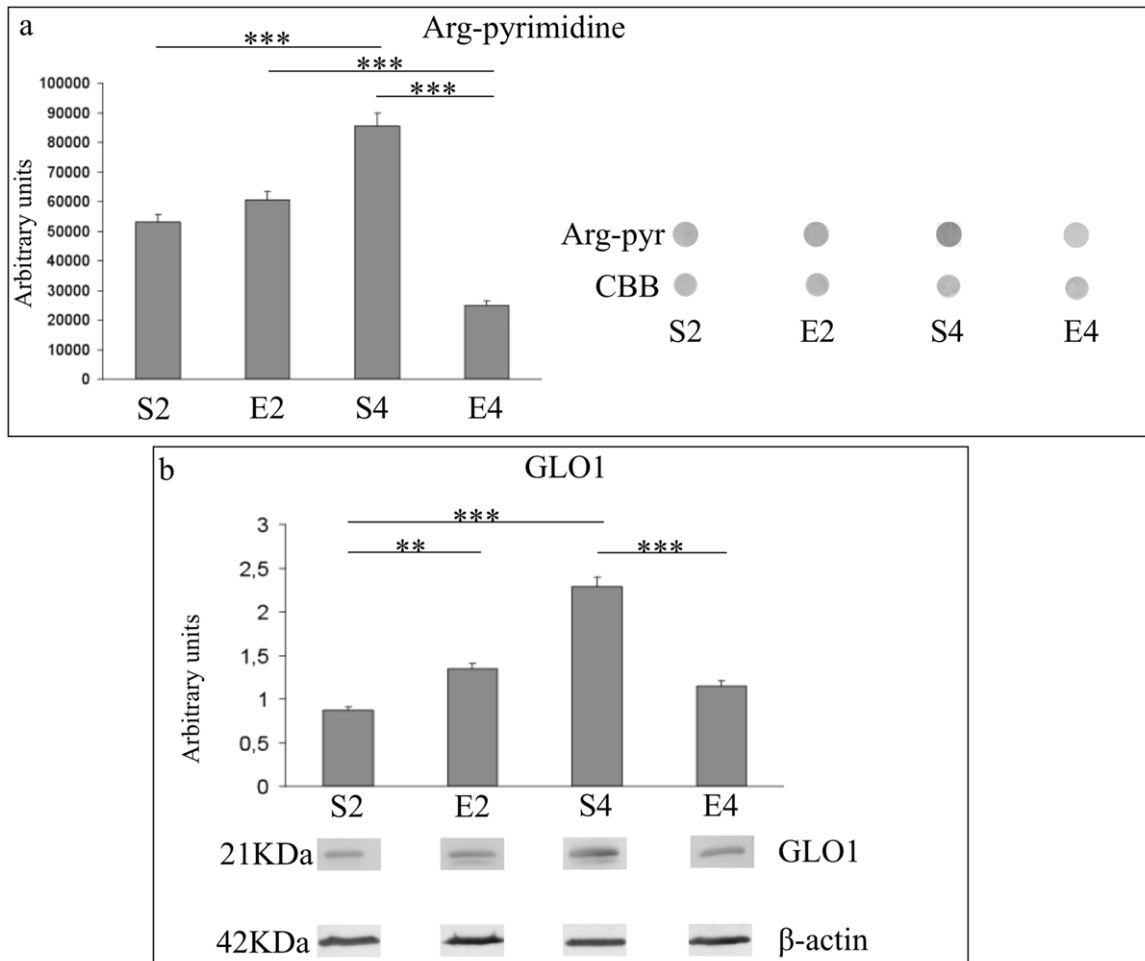 a
Arg-pyrimidine
***
***
***
100000
90000
80000
70000
60000
50000
40000
30000
20000
10000
0
Arbitrary units
S2 E2 S4 E4
Arg-pyr
CBB
S2 E2 S4 E4
b
GLO1
***
** ***
3
2,5
2
1,5
1
0,5
0
Arbitrary units
S2 E2 S4 E4
21KDa GLO1
42KDa β-actin